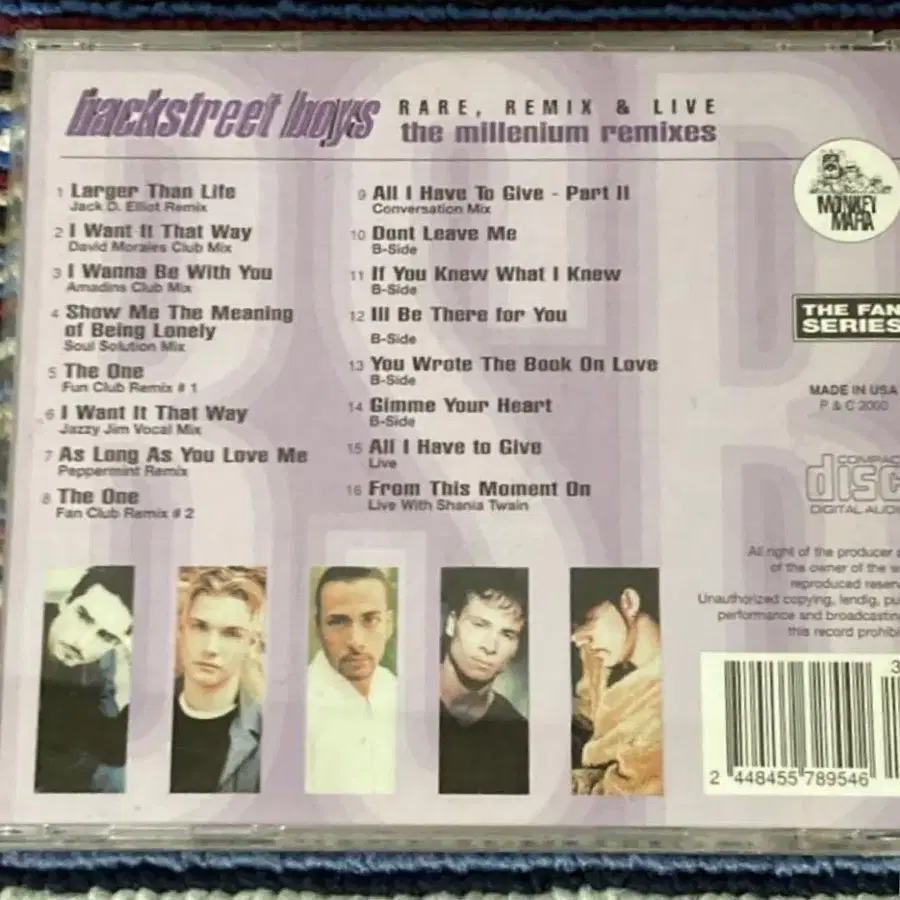 backstreet boys
RARE, REMIX & LIVE
the millenium remixes
1 Larger Than Life
Jack D. Elliot Remix
2 I Want It That Way
David Morales Club Mix
3 I Wanna Be With You
Amadins Club Mix
4 Show Me The Meaning
of Being Lonely
Soul Solution Mix
5 The One
Fun Club Remix # 1
6 I Want It That Way
Jazzy Jim Vocal Mix
7 As Long As You Love Me
Peppermint Remix
8 The One
Fan Club Remix # 2
9 All I Have To Give - Part II
Conversation Mix
10 Dont Leave Me
B-Side
11 If You Knew What I Knew
B-Side
12 Ill Be There for You
B-Side
13 You Wrote The Book On Love
B-Side
14 Gimme Your Heart
B-Side
15 All I Have to Give
Live
16 From This Moment On
Live With Shania Twain
MONKEY
MAFIA
THE FAN
SERIES
MADE IN USA
P & C 2000
COMPAC
disc
DIGITAL AUDI
All right of the producer a
of the owner of the w
reproduced reserv
Unauthorized copying, lendig, pu
performance and broadcasting
this record prohibi
3
2 448455 789546
BSB